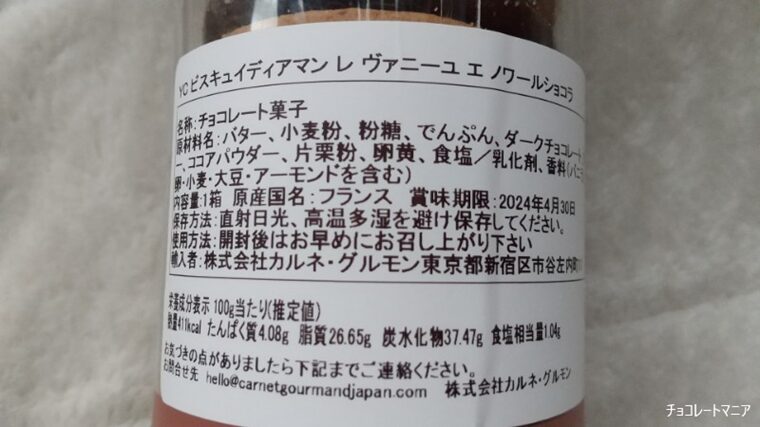 YC ビスキュイディアマン レ ヴァニーユ エ ノワールショコラ
名称:チョコレート菓子
原材料名:バター、小麦粉、粉糖、でんぷん、ダークチョコレート
ー、ココアパウダー、片栗粉、卵黄、食塩／乳化剤、香料(バニ
卵・小麦・大豆・アーモンドを含む)
内容量:1箱 原産国名:フランス 賞味期限:2024年4月30日
保存方法:直射日光、高温多湿を避け保存してください。
使用方法:開封後はお早めにお召し上がり下さい
輸入者:株式会社カルネ・グルモン東京都新宿区市谷左内町
栄養成分表示 100g当たり(推定値)
熱量411kcal たんぱく質4.08g 脂質26.65g 炭水化物37.47g 食塩相当量1.04g
お気づきの点がありましたら下記までご連絡ください。
お問合せ先 hello@carnetgourmandjapan.com 株式会社カルネ・グルモン
チョコレートマニア